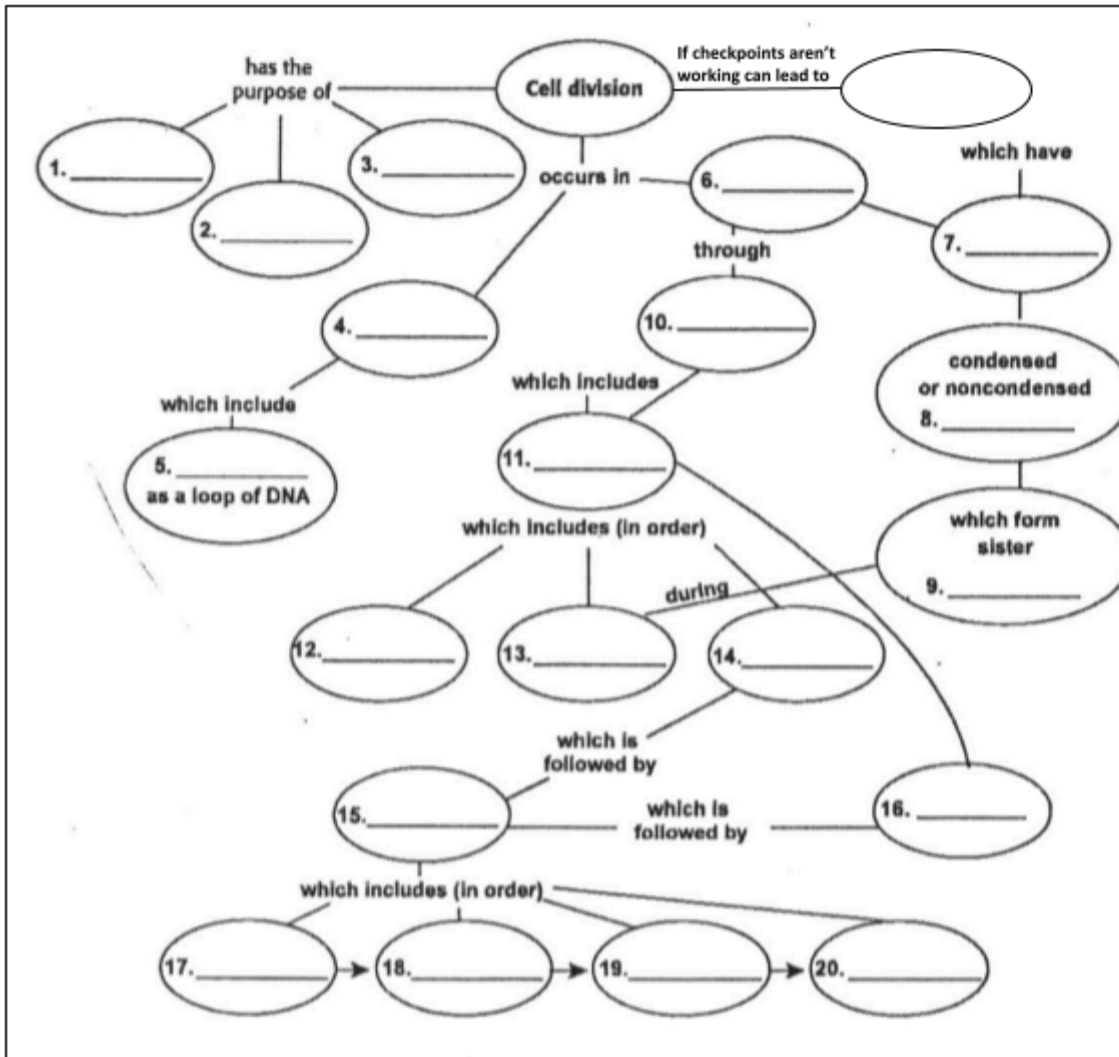 has the
purpose of
Cell division
If checkpoints aren't
working can lead to
1.
2.
3.
occurs in
6.
which have
7.
through
4.
10.
condensed
or noncondensed
8.
which includes
which include
5.
as a loop of DNA
11.
which form
sister
9.
which includes (in order)
during
12.
13.
14.
which is
followed by
15.
which is
followed by
16.
which includes (in order)
17.
18.
19.
20.